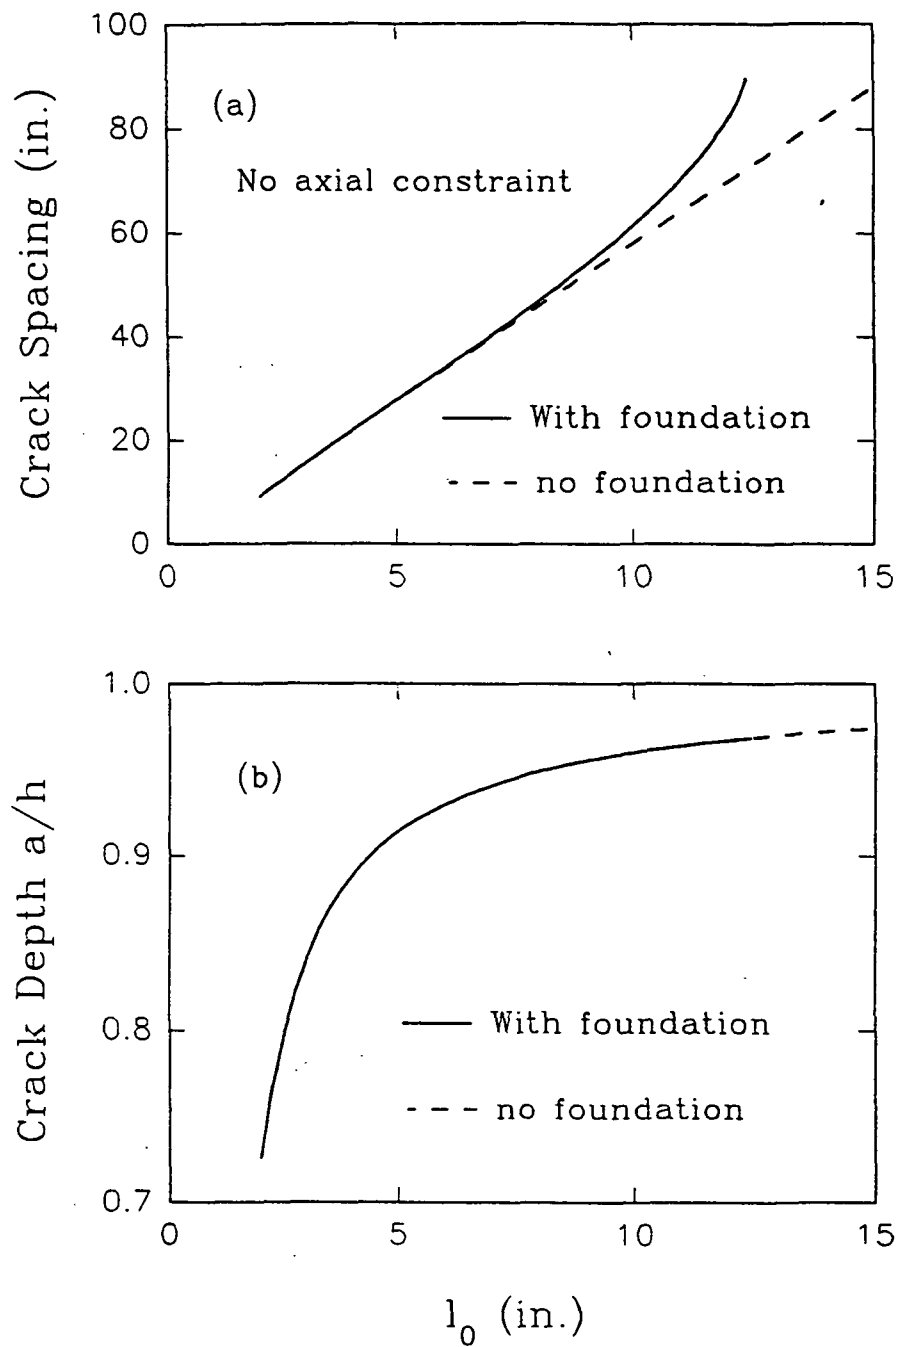 100
80
60
40
20
0
Crack Spacing (in.)
(a)
No axial constraint
With foundation
no foundation
0 5 10 15
1.0
0.9
0.8
0.7
Crack Depth a/h
(b)
With foundation
no foundation
0 5 10 15
l0 (in.)